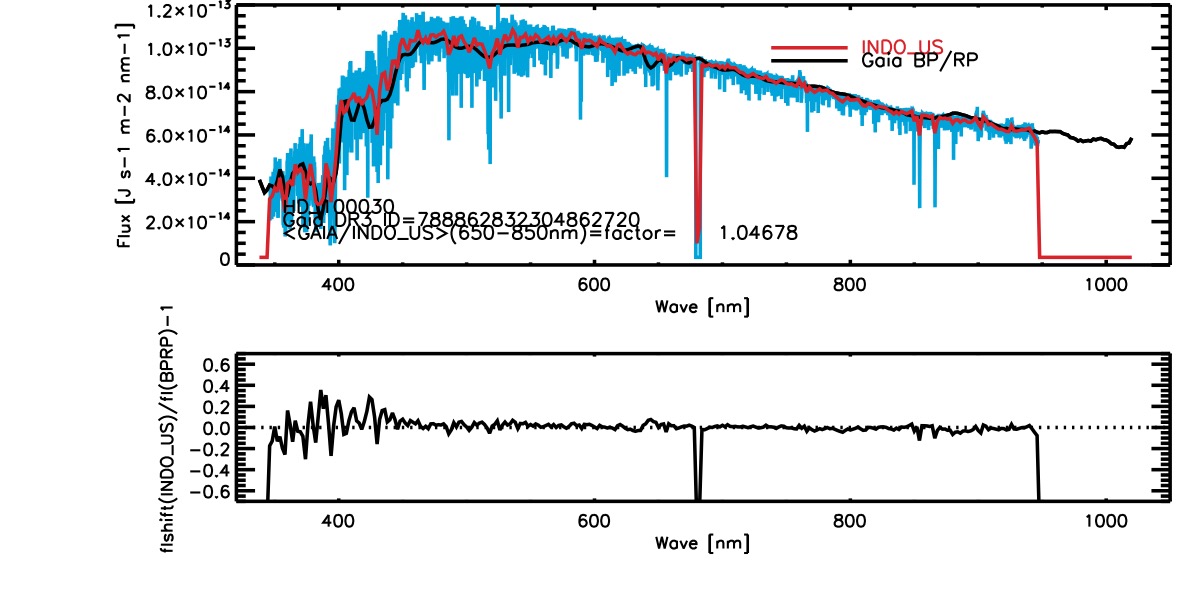 1.2×10⁻¹³
1.0×10⁻¹³
8.0×10⁻¹⁴
6.0×10⁻¹⁴
4.0×10⁻¹⁴
2.0×10⁻¹⁴
0
Flux [J s−1 m−2 nm−1]
INDO_US
Gaia BP/RP
HD_100030
Gaia DR3 ID=788862832304862720
<GAIA/INDO_US>(650−850nm)=factor= 1.04678
400 600 800 1000
Wave [nm]
flshift(INDO_US)/fl(BPRP)−1
0.6
0.4
0.2
0.0
−0.2
−0.4
−0.6
400 600 800 1000
Wave [nm]